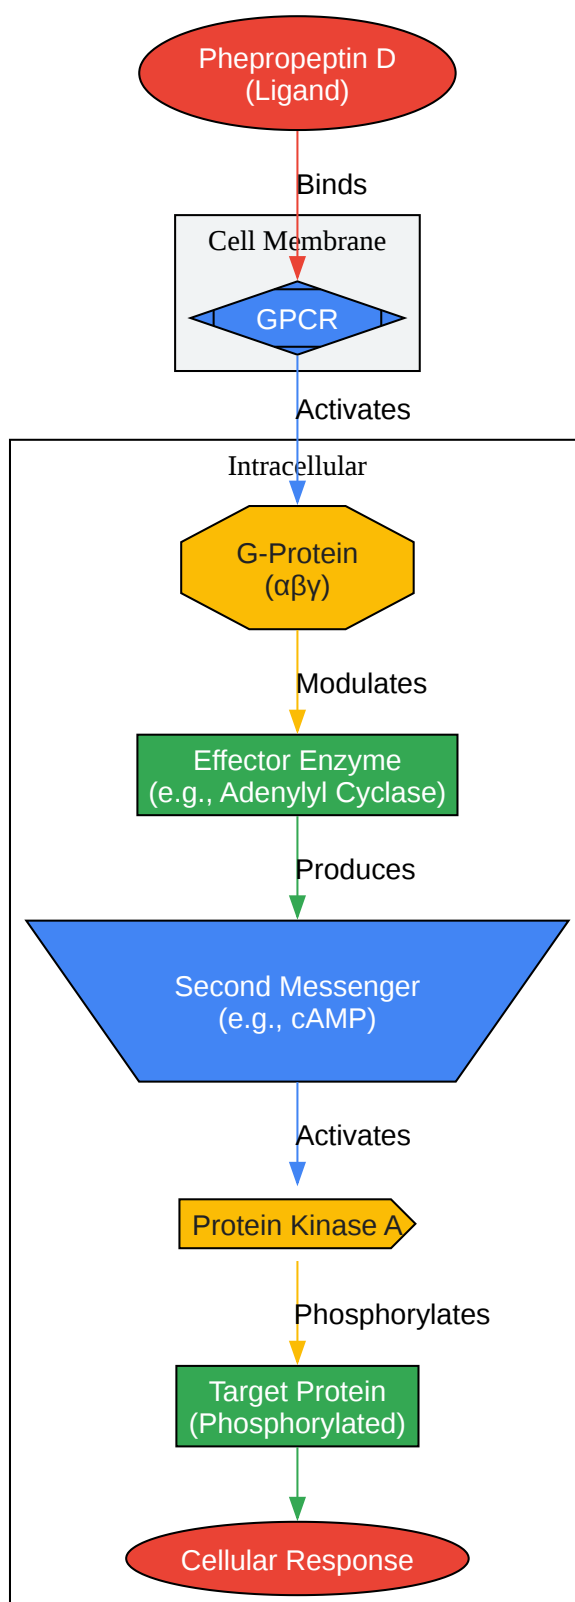 Phepropeptin D
(Ligand)
Binds
Cell Membrane
GPCR
Activates
Intracellular
G-Protein
(αβγ)
Modulates
Effector Enzyme
(e.g., Adenylyl Cyclase)
Produces
Second Messenger
(e.g., cAMP)
Activates
Protein Kinase A
Phosphorylates
Target Protein
(Phosphorylated)
Cellular Response